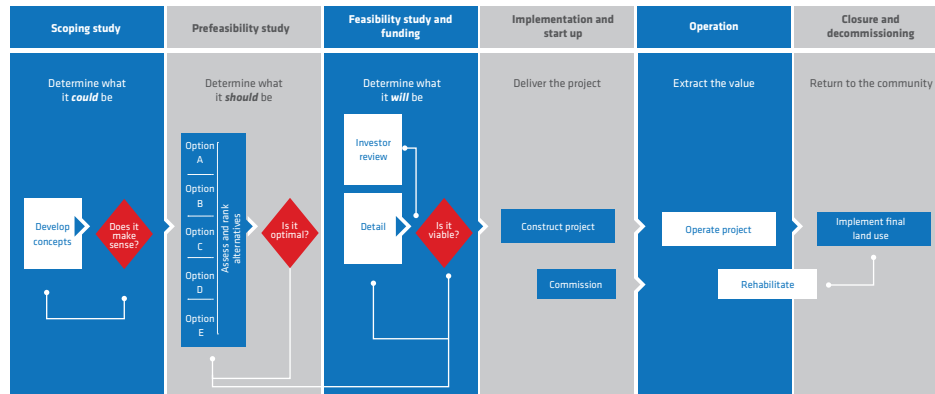 Scoping study
Prefeasibility study
Feasibility study and
funding
Implementation and
start up
Operation
Closure and
decommissioning
Determine what
it could be
Determine what
it should be
Determine what
it will be
Deliver the project
Extract the value
Return to the community
Develop
concepts
Does it
make
sense?
Option
A
Option
B
Option
C
Option
D
Option
E
Assess and rank
alternatives
Is it
optimal?
Investor
review
Detail
Is it
viable?
Construct project
Commission
Operate project
Rehabilitate
Implement final
land use